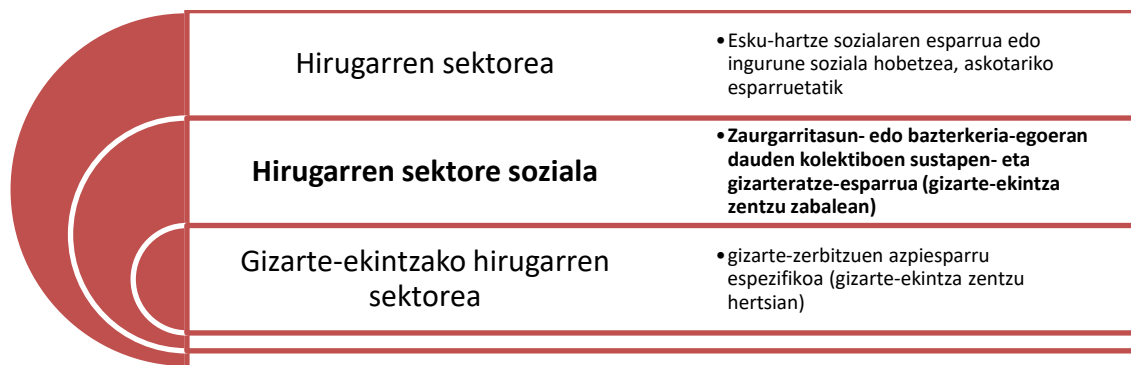 Hirugarren sektorea
•Esku-hartze sozialaren esparrua edo
ingurune soziala hobetzea, askotariko
esparruetatik
Hirugarren sektore soziala
•Zaurgarritasun- edo bazterkeria-egoeran
dauden kolektiboen sustapen- eta
gizarteratze-esparrua (gizarte-ekintza
zentzu zabalean)
Gizarte-ekintzako hirugarren
sektorea
•gizarte-zerbitzuen azpiesparru
espezifikoa (gizarte-ekintza zentzu
hertsian)